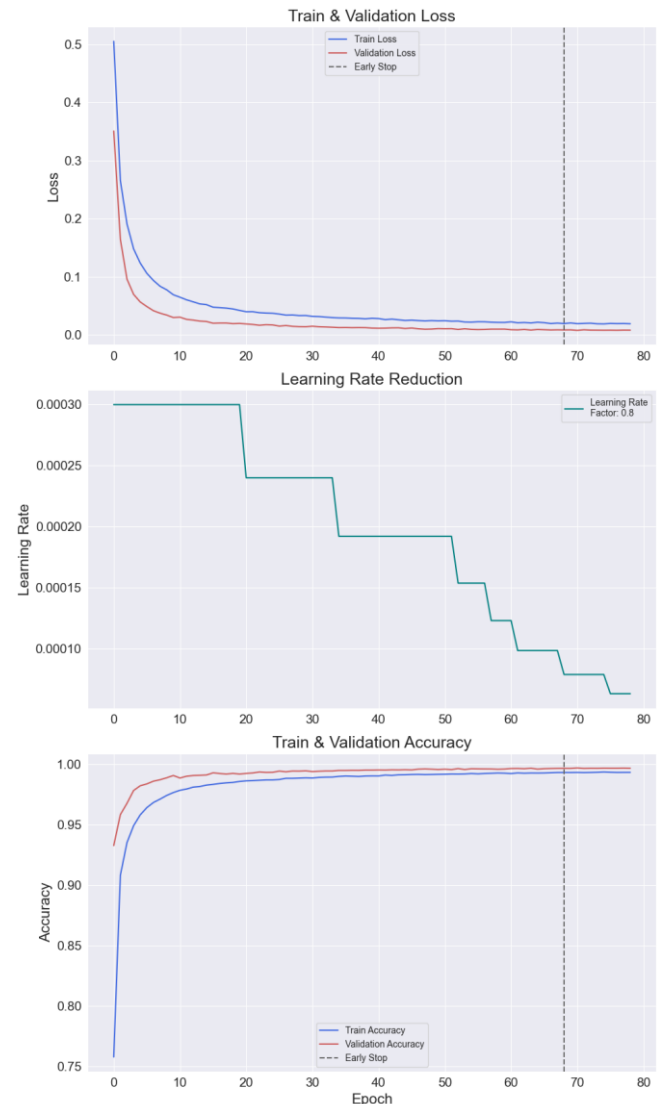 Train & Validation Loss
Train Loss
Validation Loss
Early Stop
Loss
0.5
0.4
0.3
0.2
0.1
0.0
0 10 20 30 40 50 60 70 80
Learning Rate Reduction
Learning Rate
Factor: 0.8
Learning Rate
0.00030
0.00025
0.00020
0.00015
0.00010
0 10 20 30 40 50 60 70 80
Train & Validation Accuracy
Accuracy
1.00
0.95
0.90
0.85
0.80
0.75
Train Accuracy
Validation Accuracy
Early Stop
0 10 20 30 40 50 60 70 80
Epoch